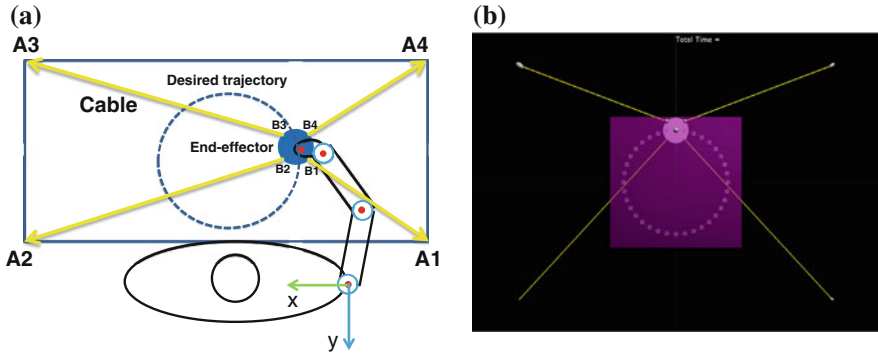 (a)
A3
A4
Desired trajectory
Cable
B3
B4
End-effector
B2
B1
A2
A1
x
y
(b)
Total Time =